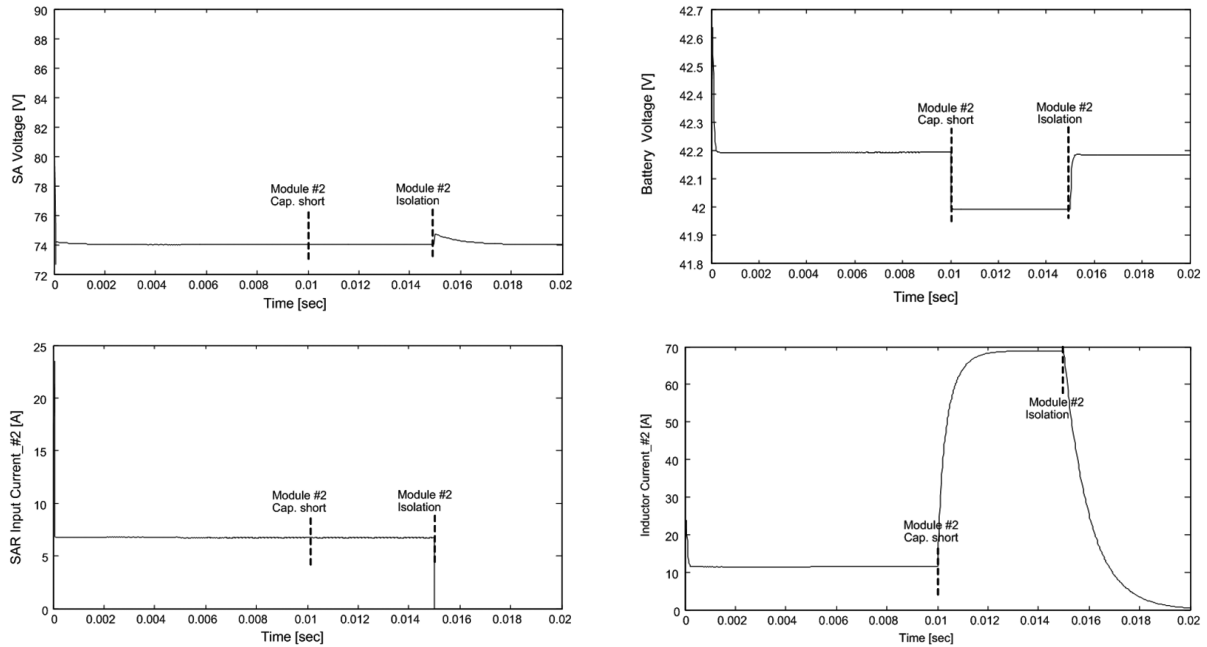 90
88
86
84
82
80
78
76
74
72
SA Voltage [V]
Module #2
Cap. short
Module #2
Isolation
0 0.002 0.004 0.006 0.008 0.01 0.012 0.014 0.016 0.018 0.02
Time [sec]
42.7
42.6
42.5
42.4
42.3
42.2
42.1
42
41.9
41.8
Battery Voltage [V]
Module #2
Cap. short
Module #2
Isolation
0 0.002 0.004 0.006 0.008 0.01 0.012 0.014 0.016 0.018 0.02
Time [sec]
25
20
15
10
5
0
SAR Input Current_#2 [A]
Module #2
Cap. short
Module #2
Isolation
0 0.002 0.004 0.006 0.008 0.01 0.012 0.014 0.016 0.018 0.02
Time [sec]
70
60
50
40
30
20
10
0
Inductor Current_#2 [A]
Module #2
Isolation
Module #2
Cap. short
0 0.002 0.004 0.006 0.008 0.01 0.012 0.014 0.016 0.018 0.02
Time [sec]